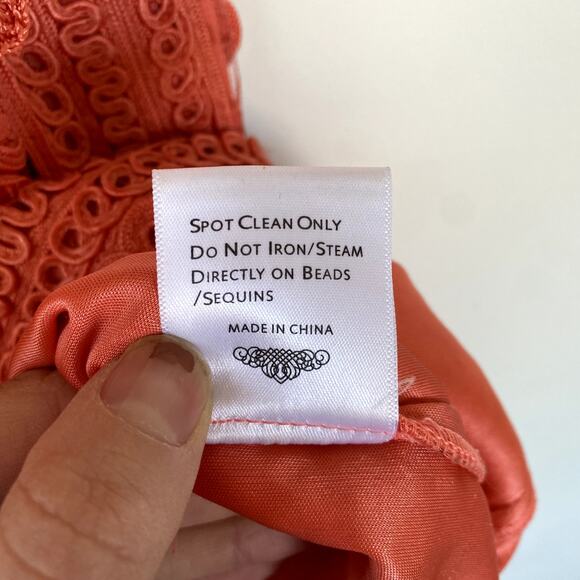 Spot Clean Only
Do Not Iron/Steam
Directly on Beads
/Sequins
MADE IN CHINA